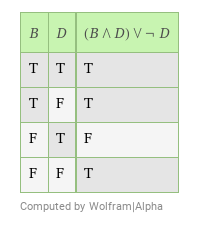 B D (B ∧ D) ∨ ¬ D
T T T
T F T
F T F
F F T
Computed by Wolfram|Alpha